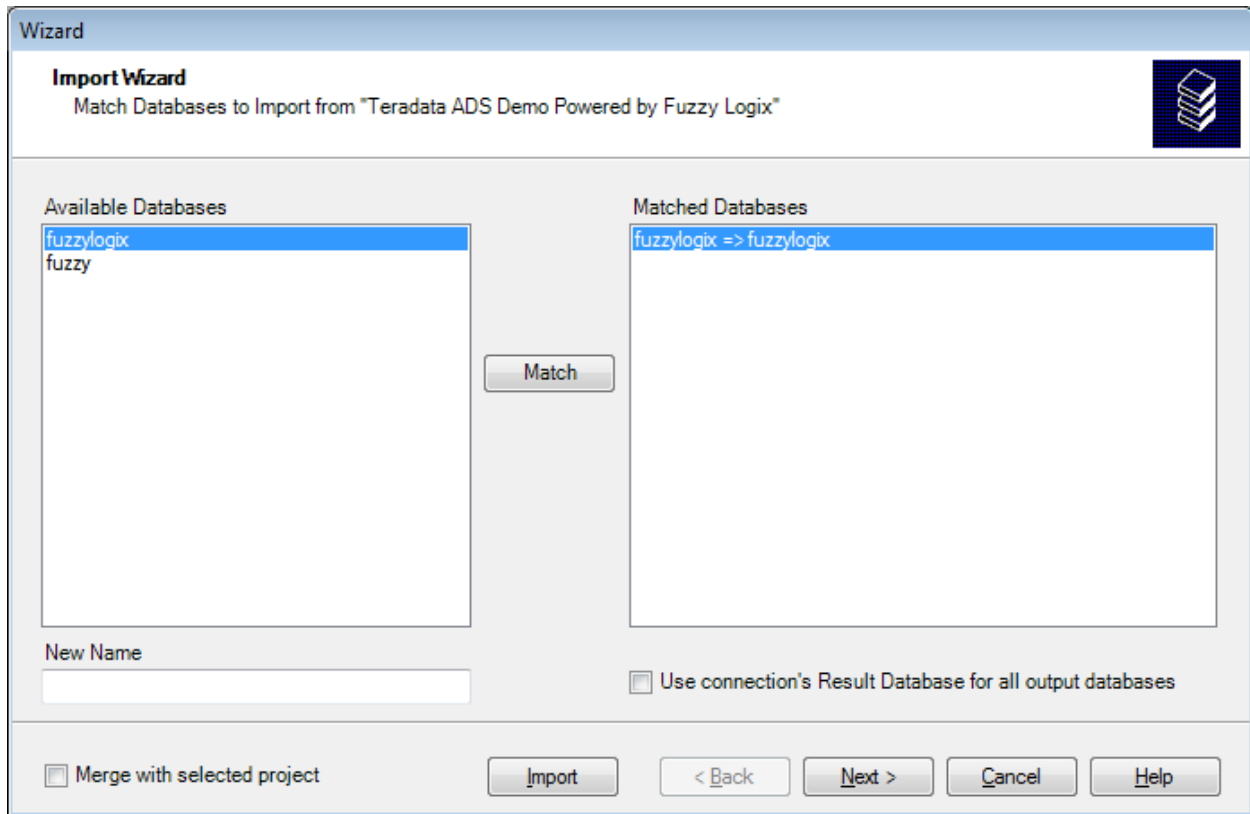 Wizard
Import Wizard
Match Databases to Import from "Teradata ADS Demo Powered by Fuzzy Logix"
Available Databases
fuzzylogix
fuzzy
Match
Matched Databases
fuzzylogix => fuzzylogix
New Name
Use connection's Result Database for all output databases
Merge with selected project
Import
< Back
Next >
Cancel
Help